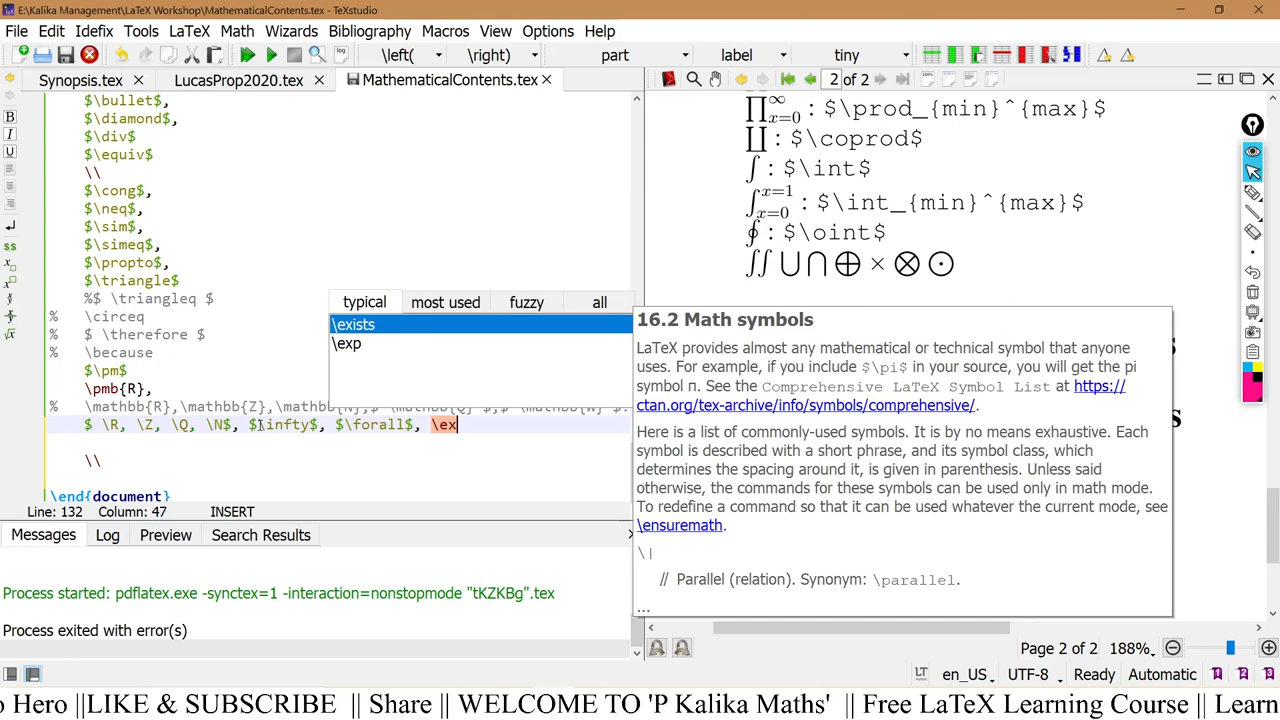 E:\Kalika Management\LaTeX Workshop\MathematicalContents.tex - TeXstudio
File Edit Idefix Tools LaTeX Math Wizards Bibliography Macros View Options Help
\left( \right) part label tiny
Synopsis.tex LucasProp2020.tex MathematicalContents.tex
2 of 2
$\bullet$,
$\diamond$,
$\div$
$\equiv$
\\
$\cong$,
$\neq$,
$\sim$,
$\simeq$,
$\propto$,
$\triangle$
%$ \triangleq $
% \circeq
% $ \therefore $
% \because
$\pm$
\pmb{R},
$ \R, \Z, \Q, \N$, $\infty$, $\forall$, \ex
\\
\end{document}
typical most used fuzzy all
\exists
\exp
∏∞x=0 : $\prod_{min}^{max}$
∐ : $\coprod$
∫ : $\int$
∫x=1x=0 : $\int_{min}^{max}$
∮ : $\oint$
∬ ⋃ ⋂ ⊕ × ⊗ ⊙
16.2 Math symbols
LaTeX provides almost any mathematical or technical symbol that anyone
uses. For example, if you include $\pi$ in your source, you will get the pi
symbol π. See the Comprehensive LaTeX Symbol List at https://
ctan.org/tex-archive/info/symbols/comprehensive/.
Here is a list of commonly-used symbols. It is by no means exhaustive. Each
symbol is described with a short phrase, and its symbol class, which
determines the spacing around it, is given in parenthesis. Unless said
otherwise, the commands for these symbols can be used only in math mode.
To redefine a command so that it can be used whatever the current mode, see
\ensuremath.
\|
∥ Parallel (relation). Synonym: \parallel.
...
Line: 132 Column: 47 INSERT
Messages Log Preview Search Results
Process started: pdflatex.exe -synctex=1 -interaction=nonstopmode "tKZKBg".tex
Process exited with error(s)
Page 2 of 2 188%
en_US UTF-8 Ready Automatic
o Hero ||LIKE & SUBSCRIBE || Share || WELCOME TO 'P Kalika Maths' || Free LaTeX Learning Course || Learn